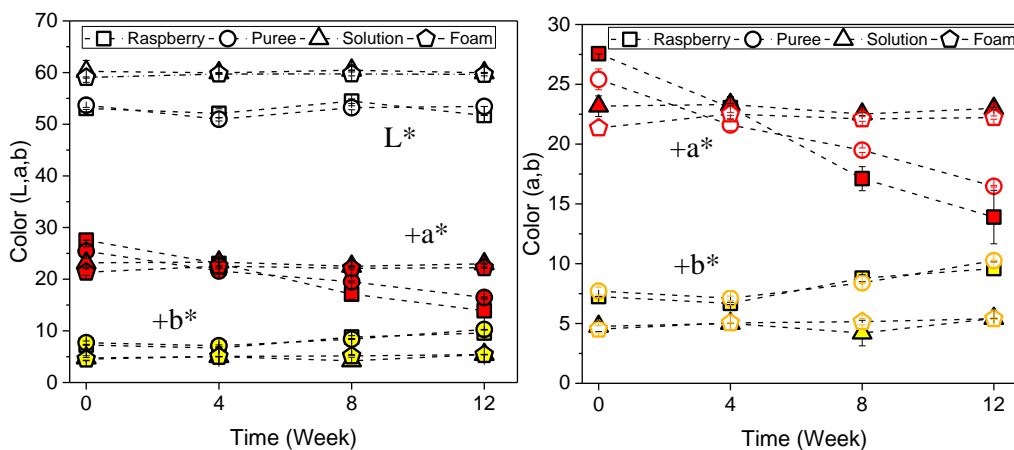 70
60
50
40
30
20
10
0
Color (L,a,b)
Raspberry Puree Solution Foam
L*
+a*
+b*
0 4 8 12
Time (Week)
30
25
20
15
10
5
0
Color (a,b)
Raspberry Puree Solution Foam
+a*
+b*
0 4 8 12
Time (Week)